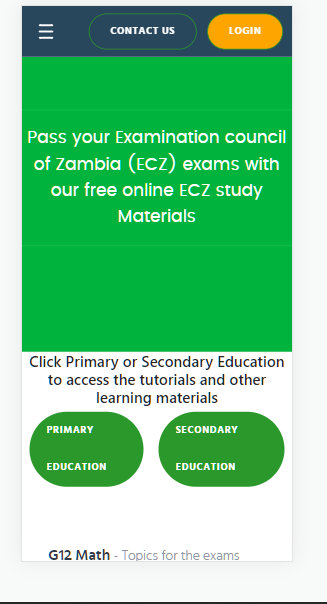 CONTACT US
LOGIN
Pass your Examination council
of Zambia (ECZ) exams with
our free online ECZ study
Materials
Click Primary or Secondary Education
to access the tutorials and other
learning materials
PRIMARY
EDUCATION
SECONDARY
EDUCATION
G12 Math - Topics for the exams